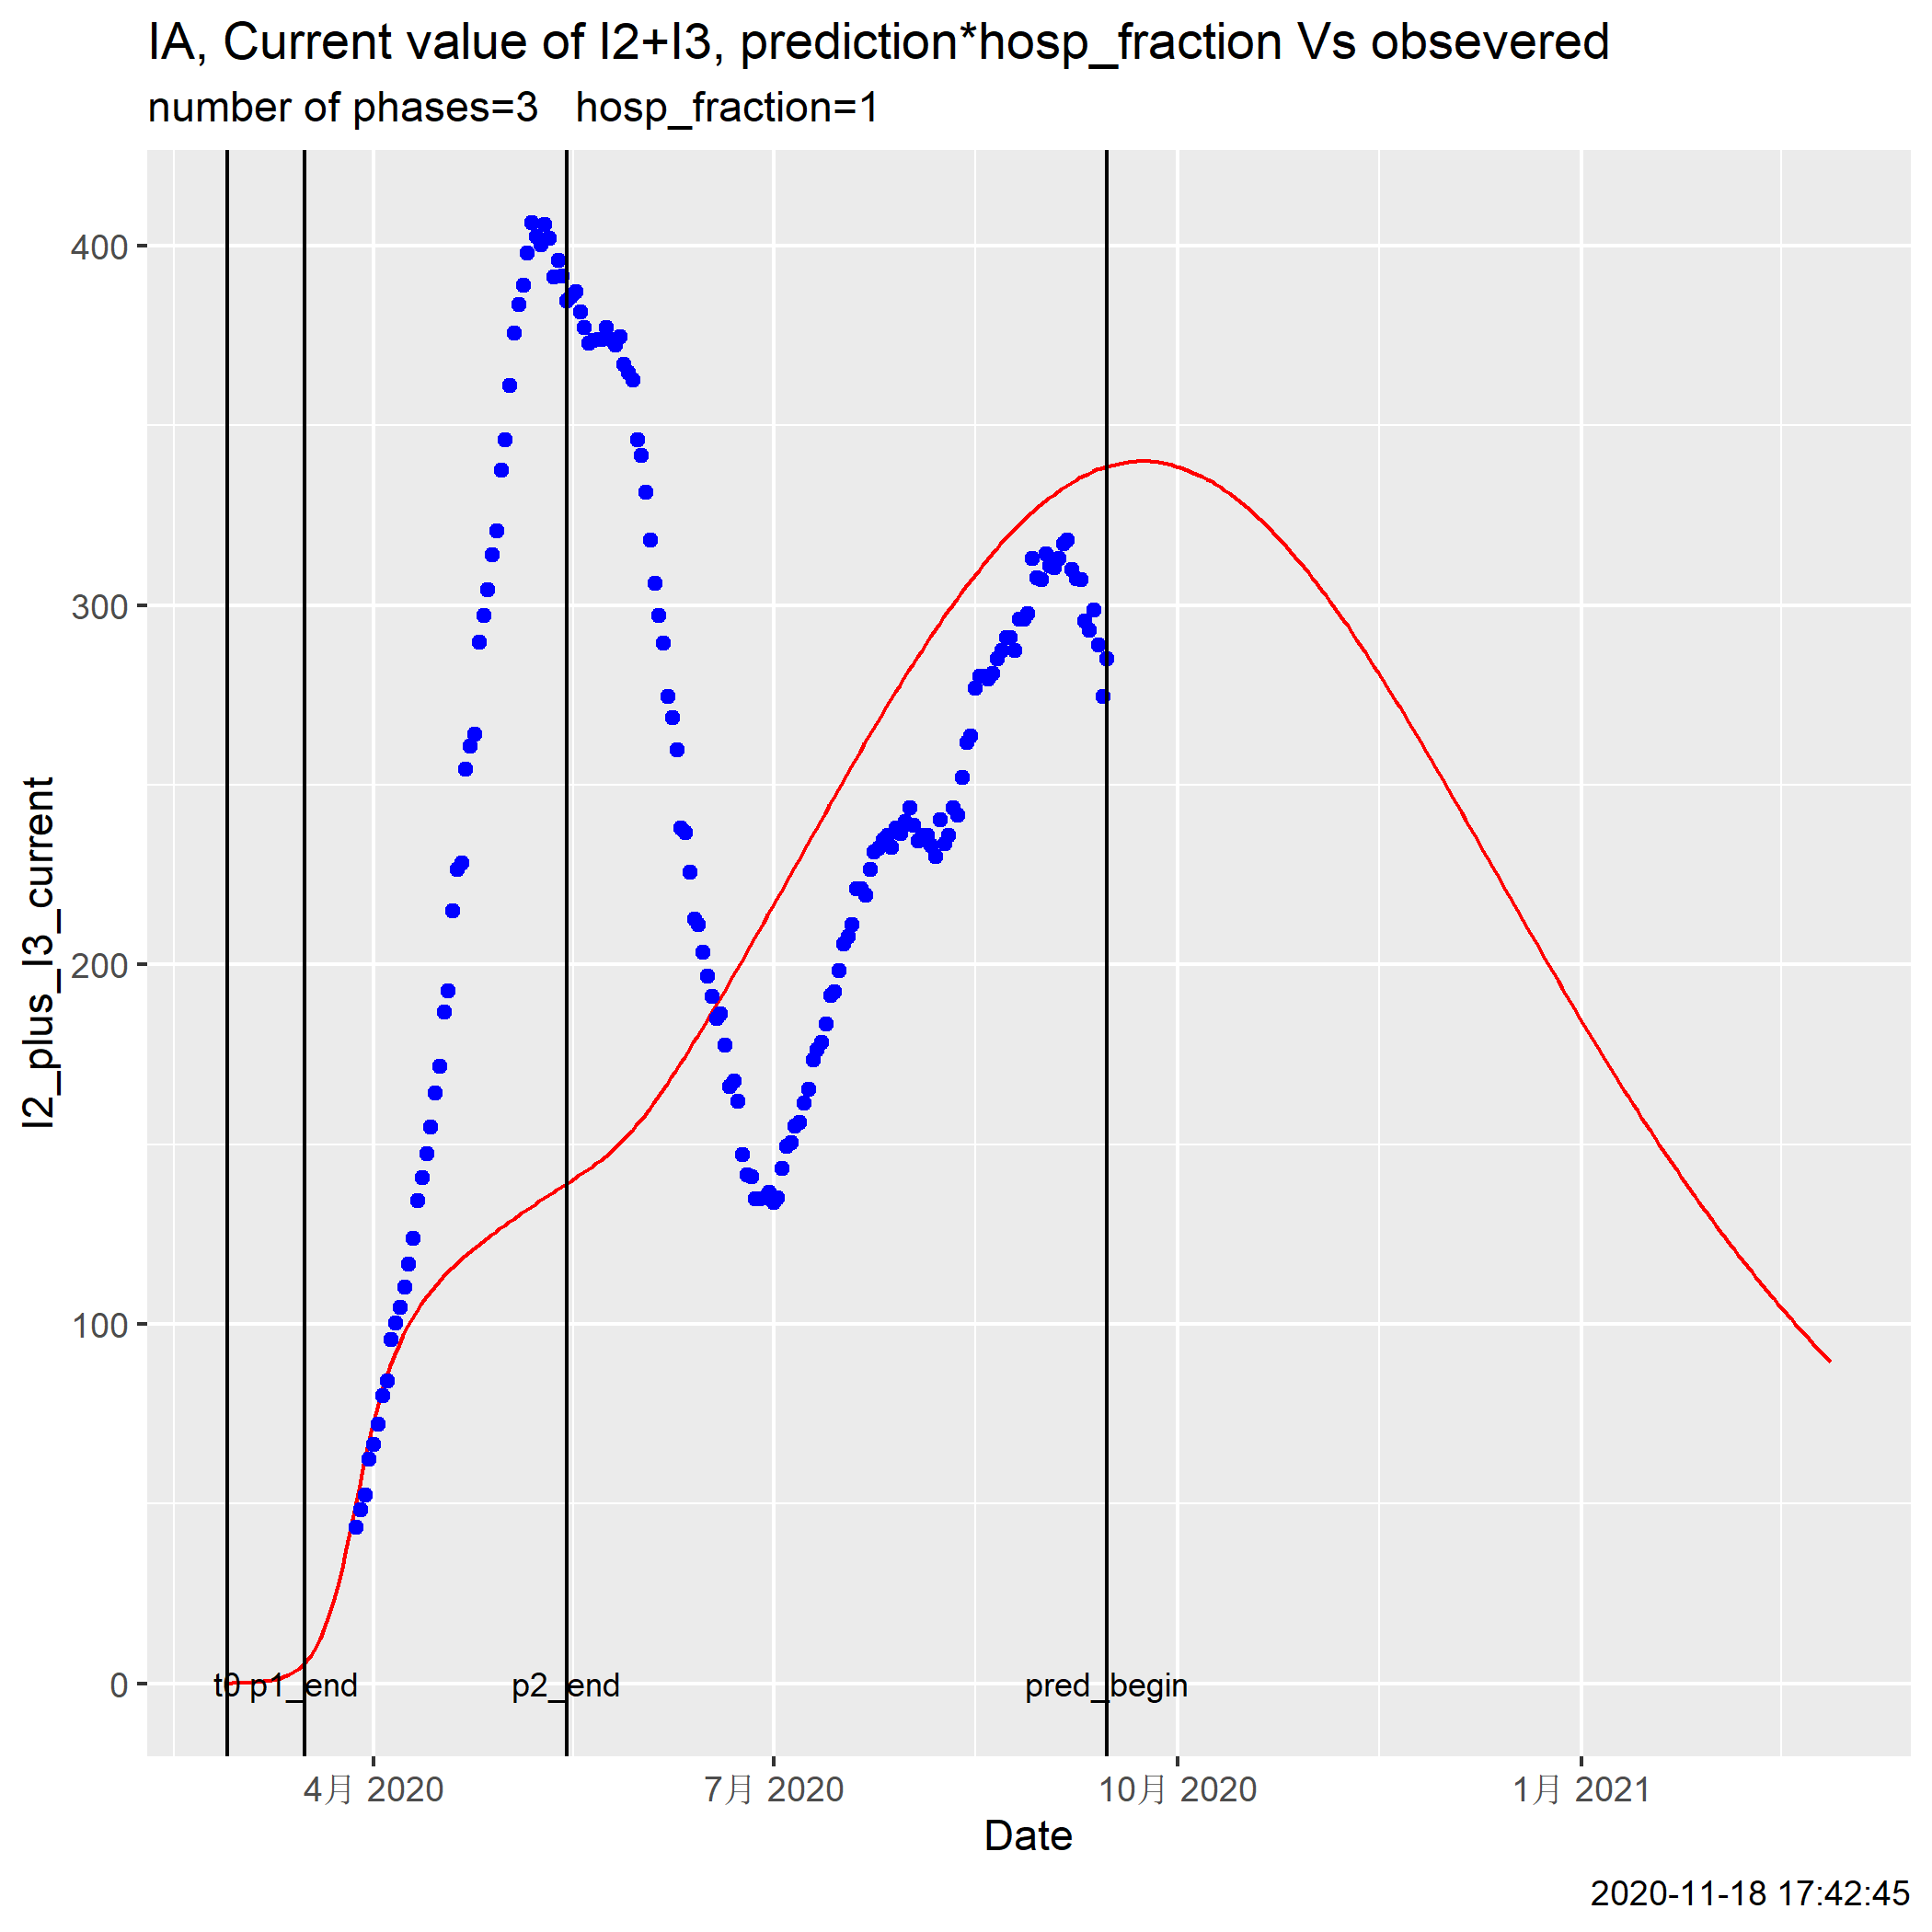 IA, Current value of I2+I3, prediction*hosp_fraction Vs obsevered
number of phases=3   hosp_fraction=1
I2_plus_I3_current
400
300
200
100
0
t0 p1_end p2_end pred_begin
4月 2020 7月 2020 10月 2020 1月 2021
Date
2020-11-18 17:42:45